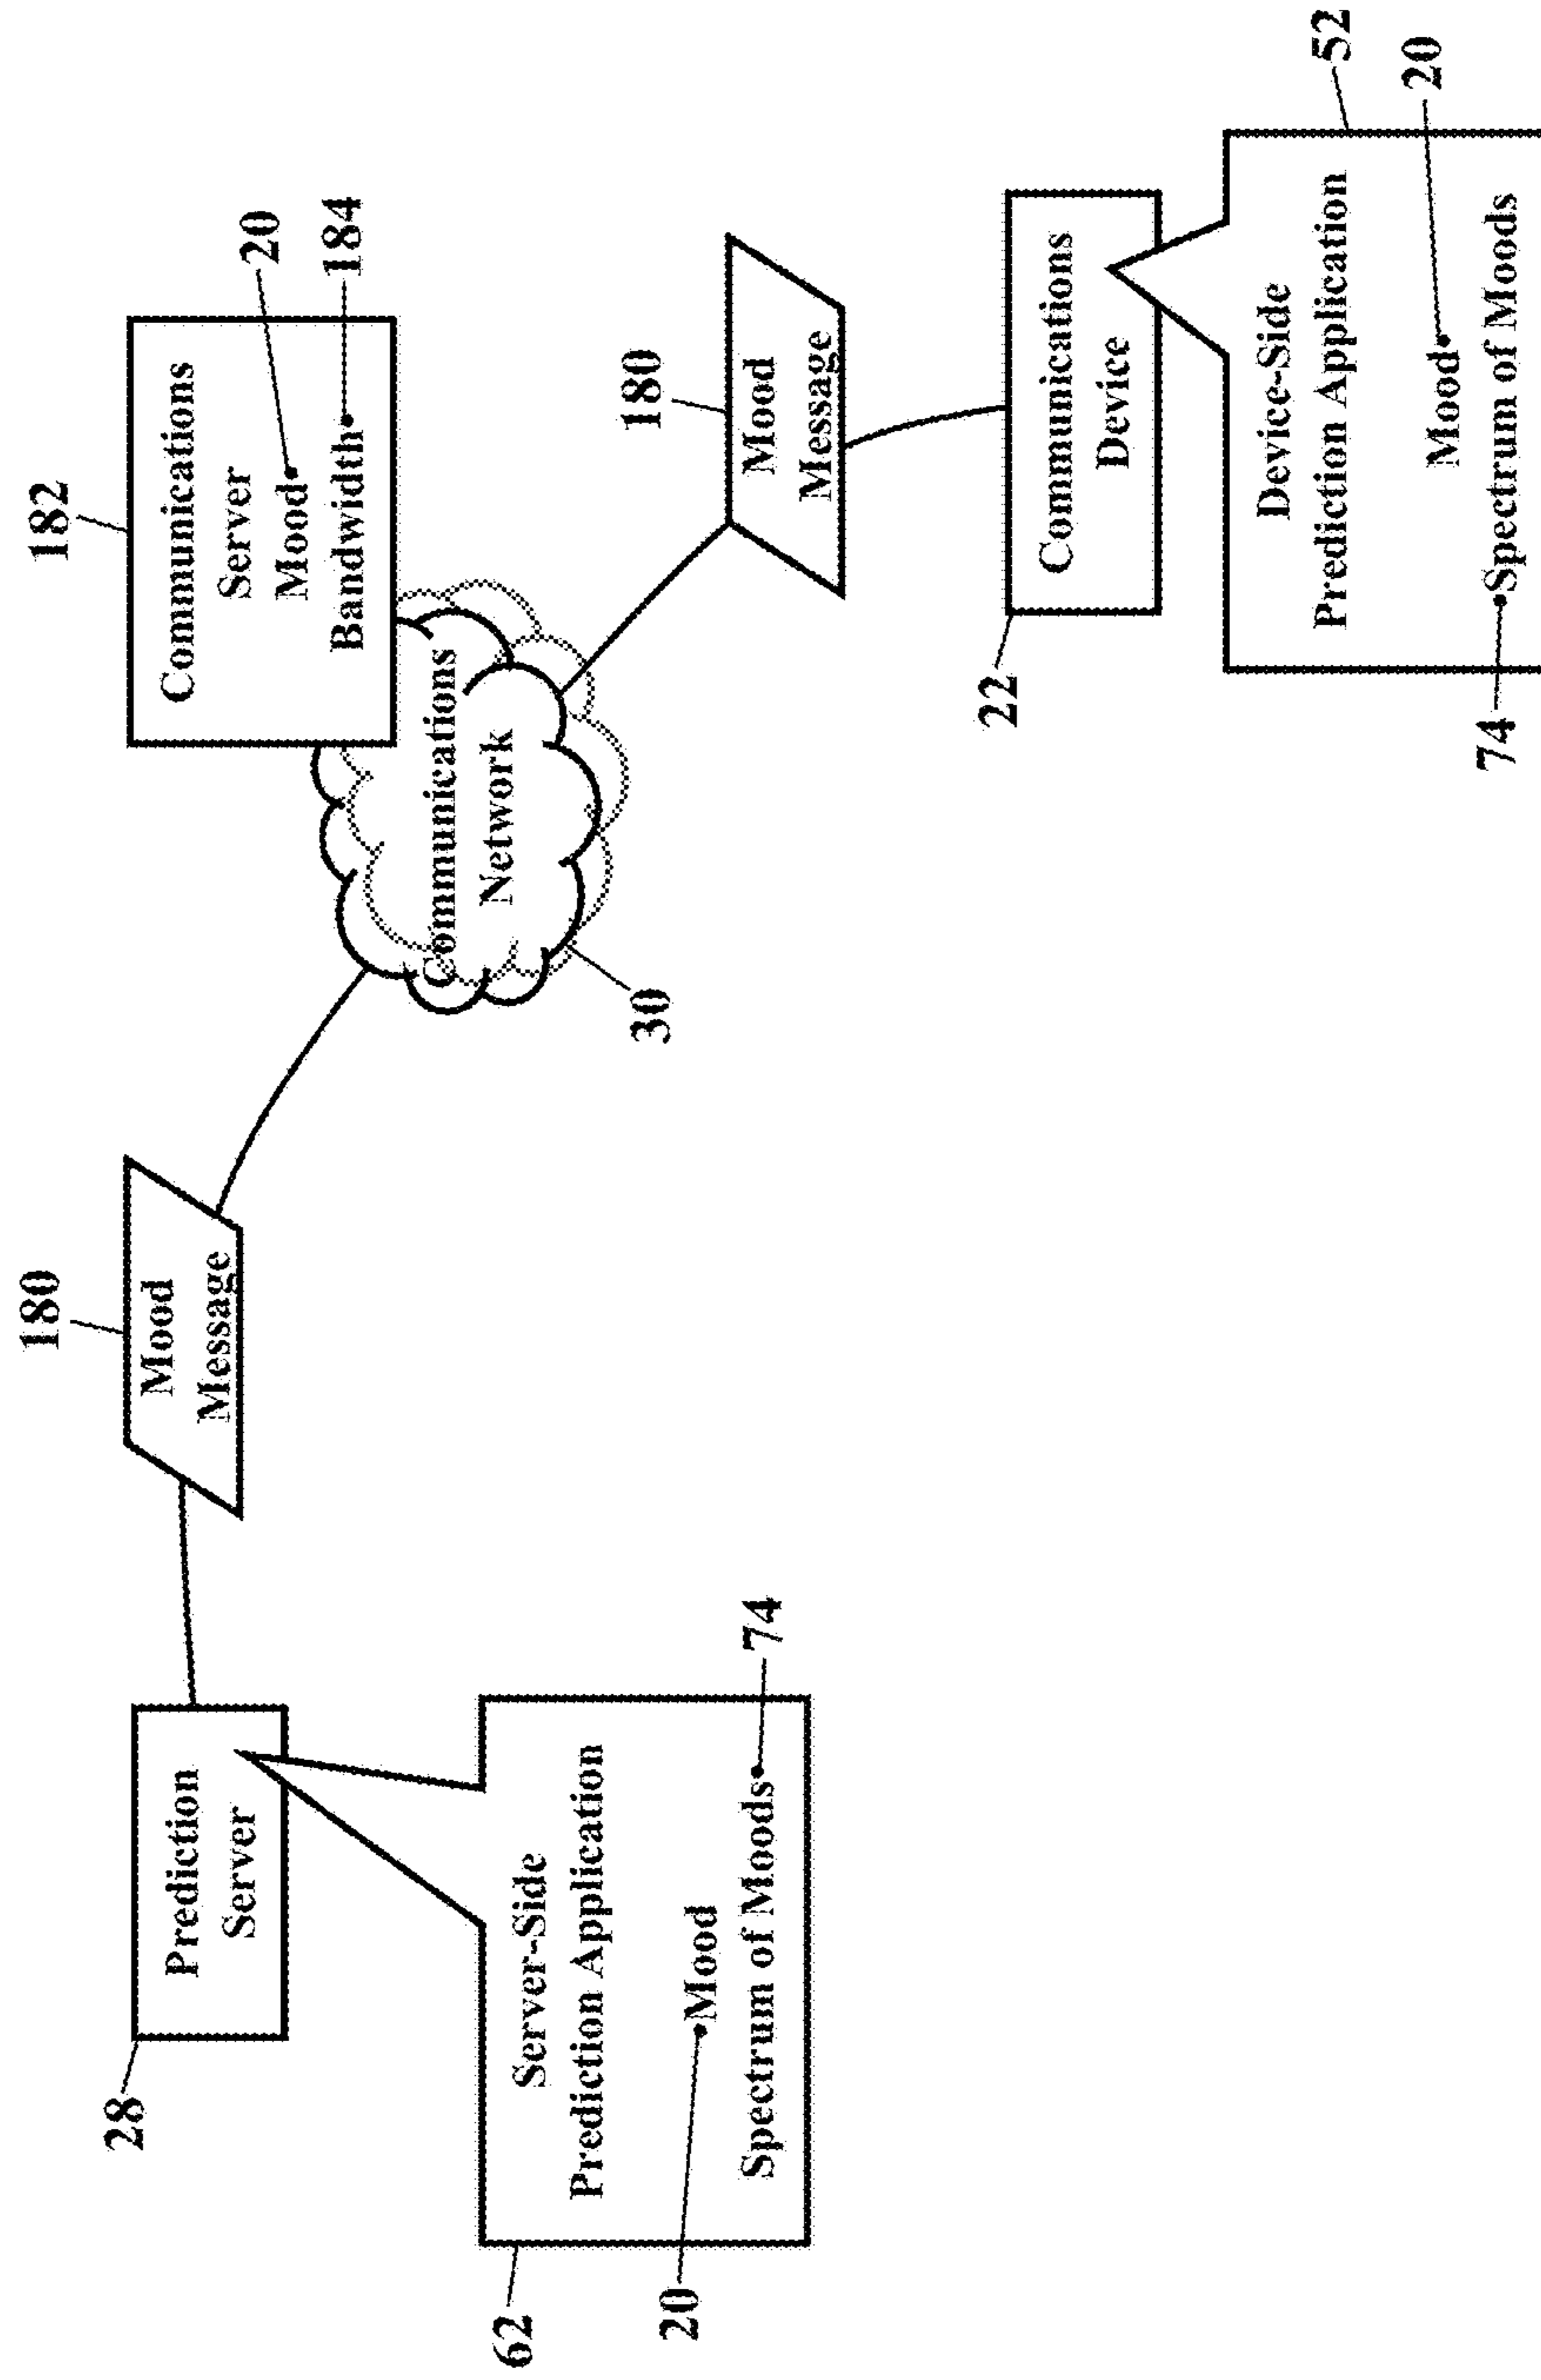 180
182
Mood
Message
Communications
Server
Mood
Bandwidth
20
184
28
Prediction
Server
Communications
Network
30
180
Mood
Message
62
Server-Side
Prediction Application
20
Mood
Spectrum of Moods
74
22
Communications
Device
Device-Side
Prediction Application
52
Mood
20
74
Spectrum of Moods